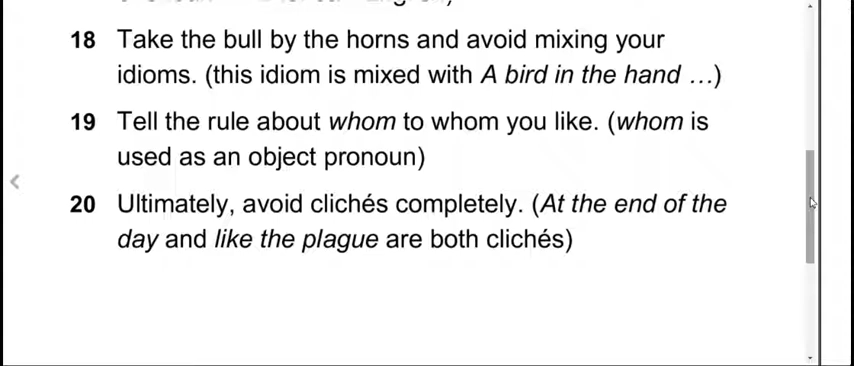 18 Take the bull by the horns and avoid mixing your
idioms. (this idiom is mixed with A bird in the hand …)
19 Tell the rule about whom to whom you like. (whom is
used as an object pronoun)
20 Ultimately, avoid clichés completely. (At the end of the
day and like the plague are both clichés)